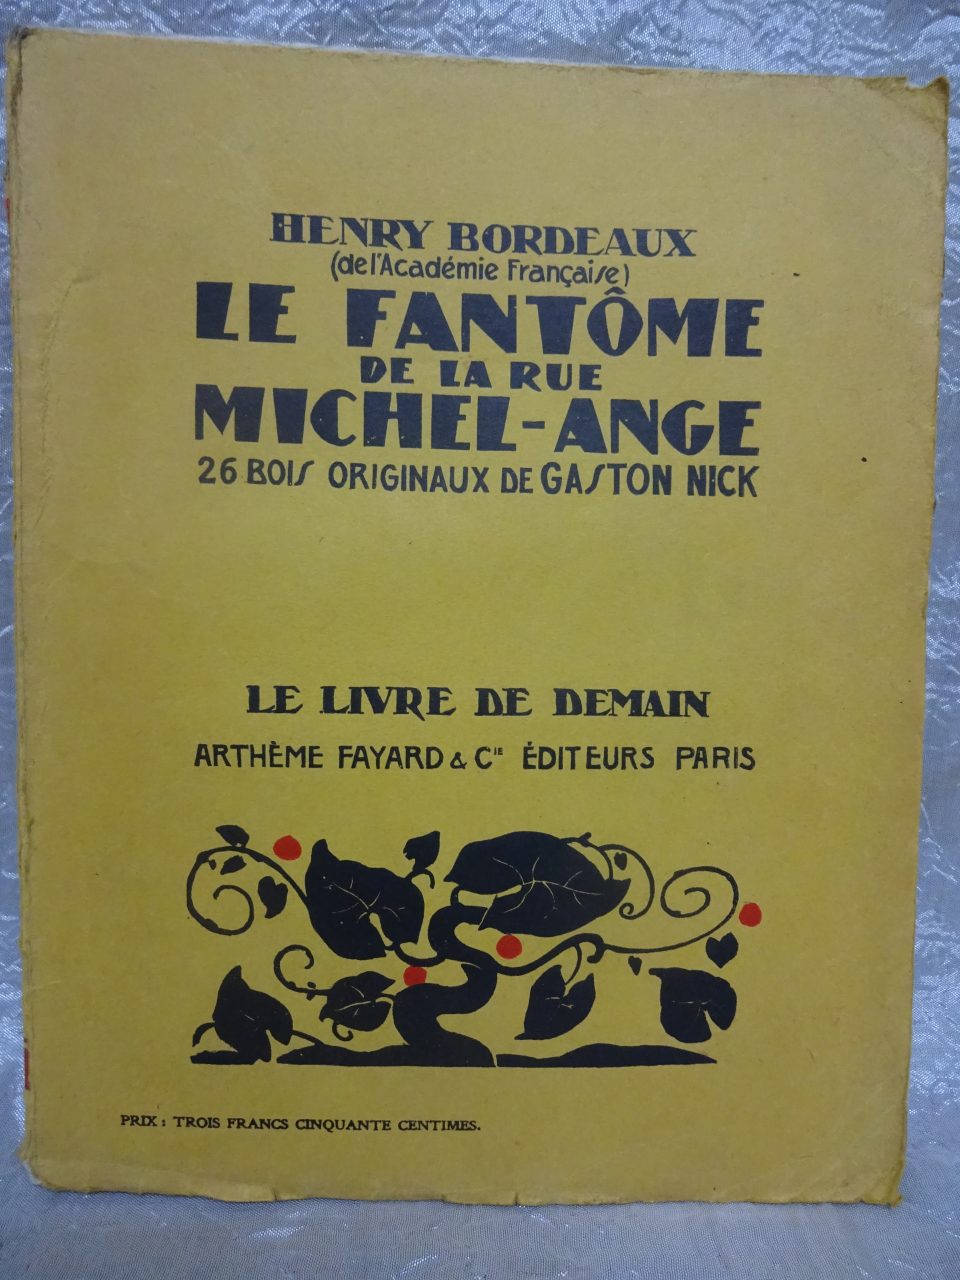 HENRY BORDEAUX
(de l'Académie Française)
LE FANTÔME
DE LA RUE
MICHEL-ANGE
26 BOIS ORIGINAUX DE GASTON NICK
LE LIVRE DE DEMAIN
ARTHÈME FAYARD & Cie ÉDITEURS PARIS
PRIX : TROIS FRANCS CINQUANTE CENTIMES.